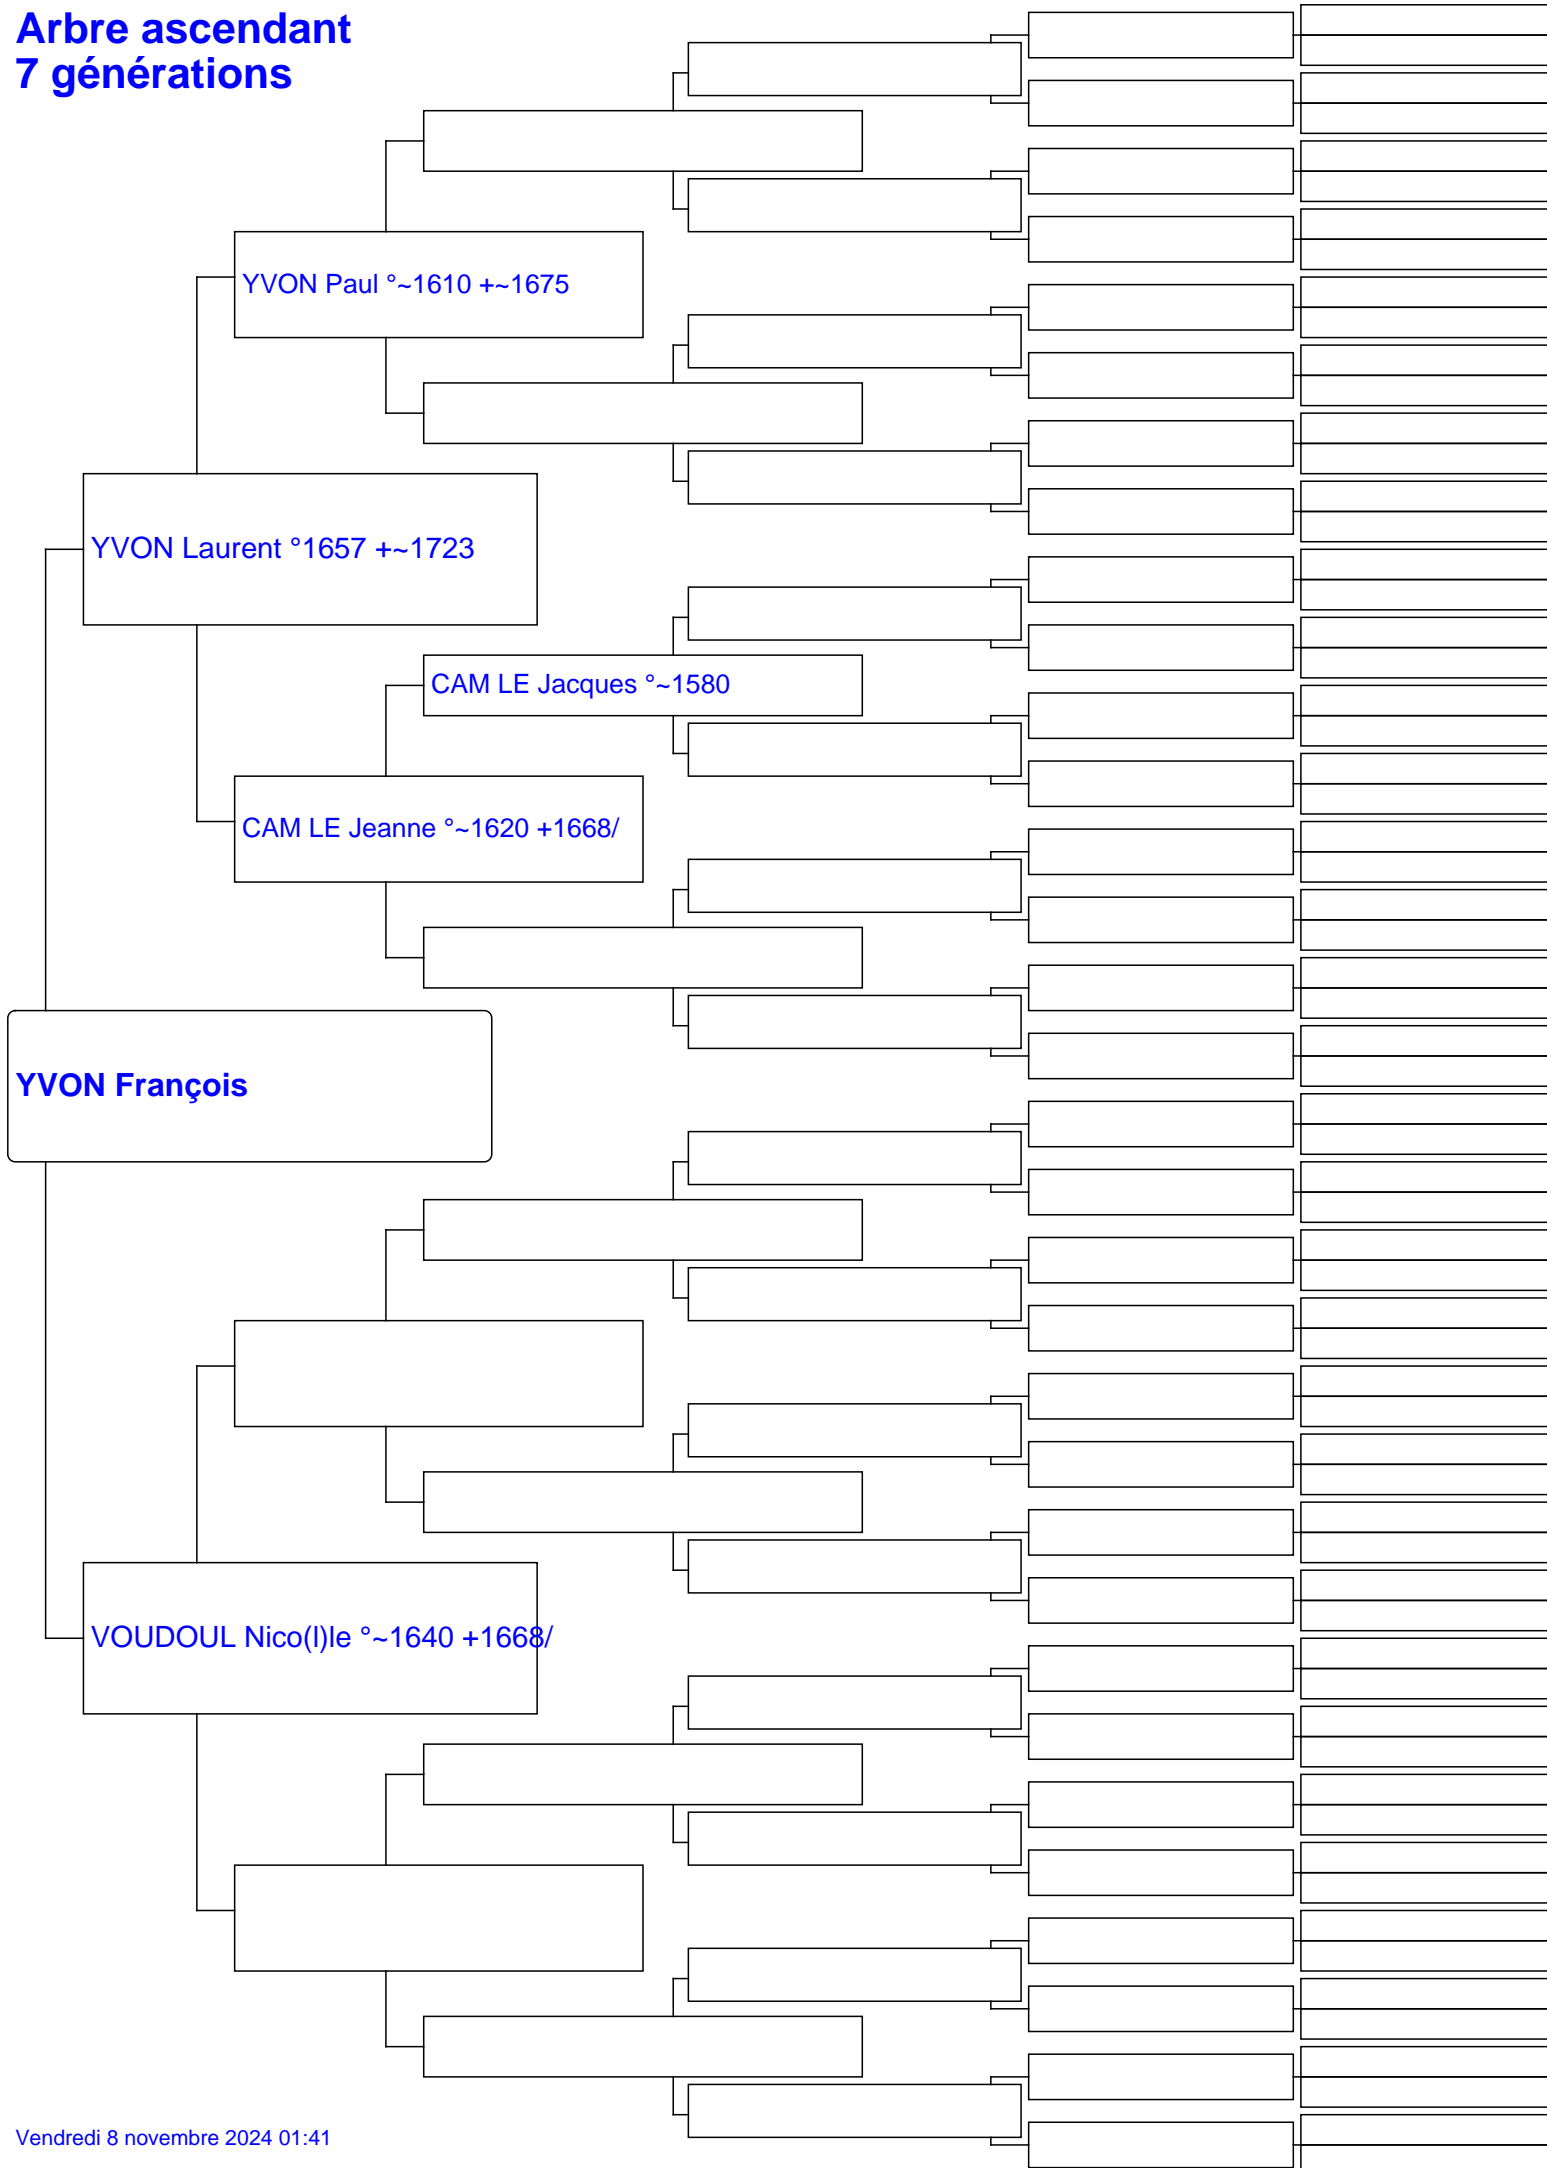 Arbre ascendant
7 générations
YVON Paul °~1610 +~1675
YVON Laurent °1657 +~1723
CAM LE Jacques °~1580
CAM LE Jeanne °~1620 +1668/
YVON François
VOUDOUL Nico(l)le °~1640 +1668/
Vendredi 8 novembre 2024 01:41